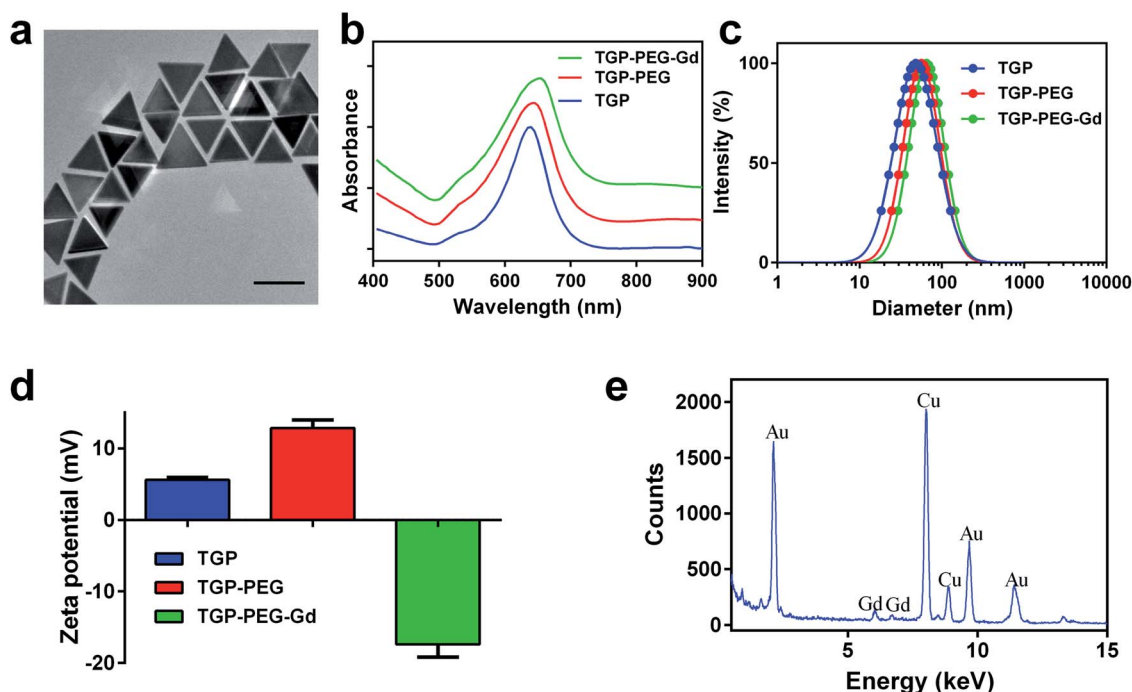 a
b
TGP-PEG-Gd
TGP-PEG
TGP
Absorbance
400 500 600 700 800 900
Wavelength (nm)
c
TGP
TGP-PEG
TGP-PEG-Gd
Intensity (%)
100
50
0
1 10 100 1000 10000
Diameter (nm)
d
Zeta potential (mV)
10
0
-10
-20
TGP
TGP-PEG
TGP-PEG-Gd
e
Counts
2000
1500
1000
500
0
Au
Gd
Gd
Cu
Cu
Au
Au
5 10 15
Energy (keV)